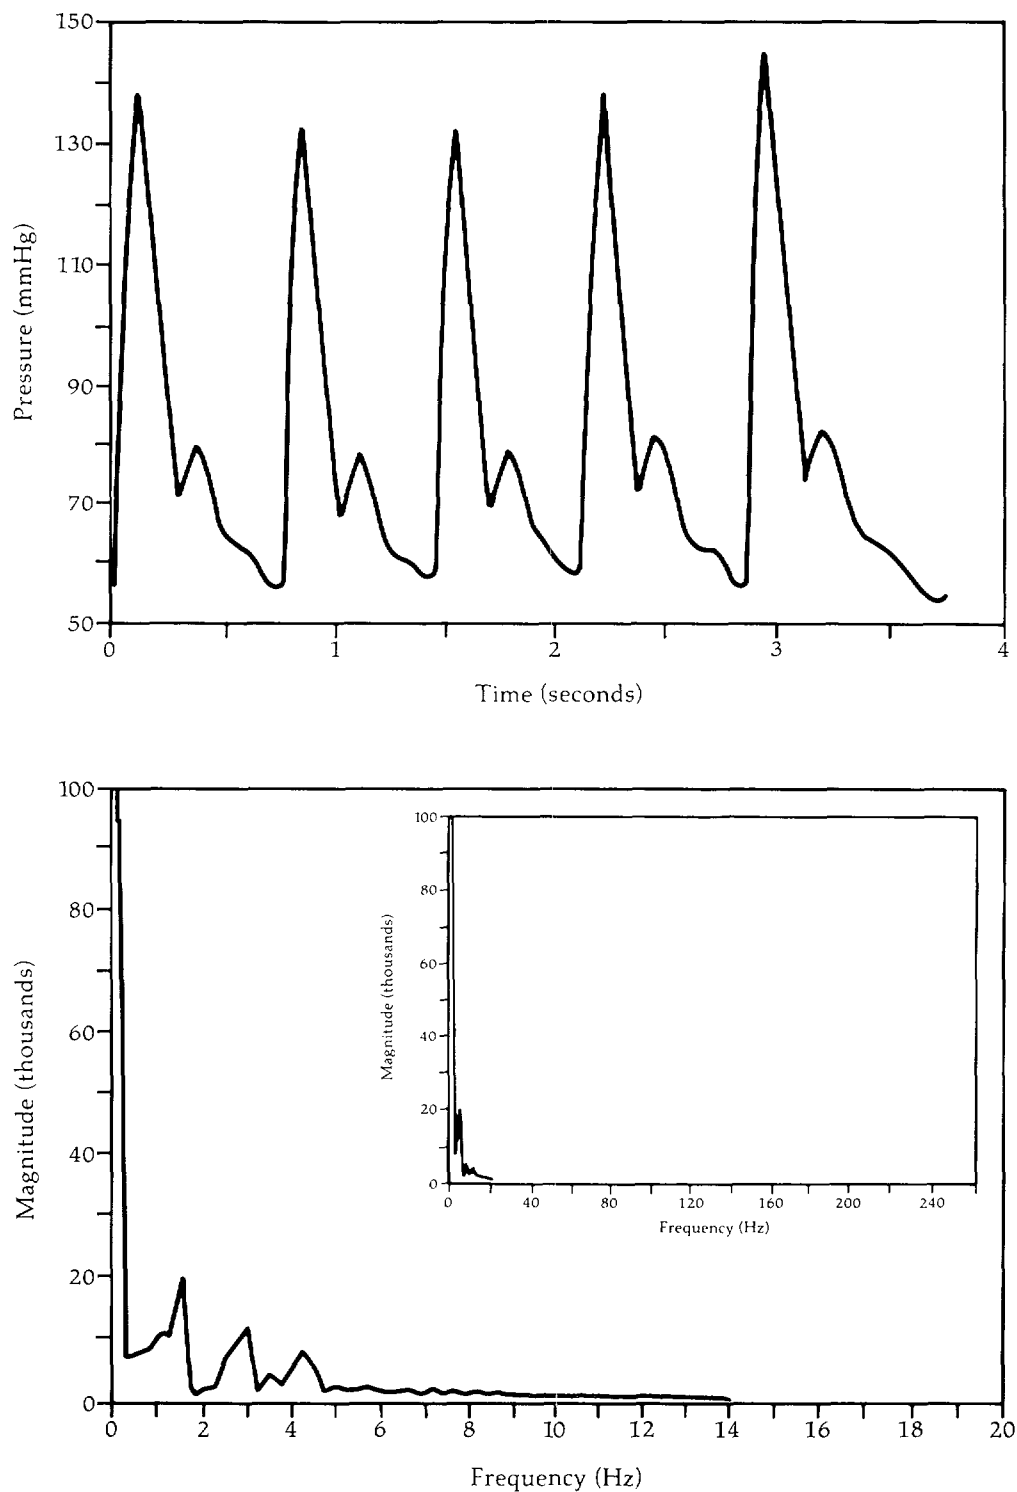 150
130
110
90
70
50
Pressure (mmHg)
0 1 2 3 4
Time (seconds)
100
80
60
40
20
0
Magnitude (thousands)
100
80
60
40
20
0
Magnitude (thousands)
0 40 80 120 160 200 240
Frequency (Hz)
0 2 4 6 8 10 12 14 16 18 20
Frequency (Hz)